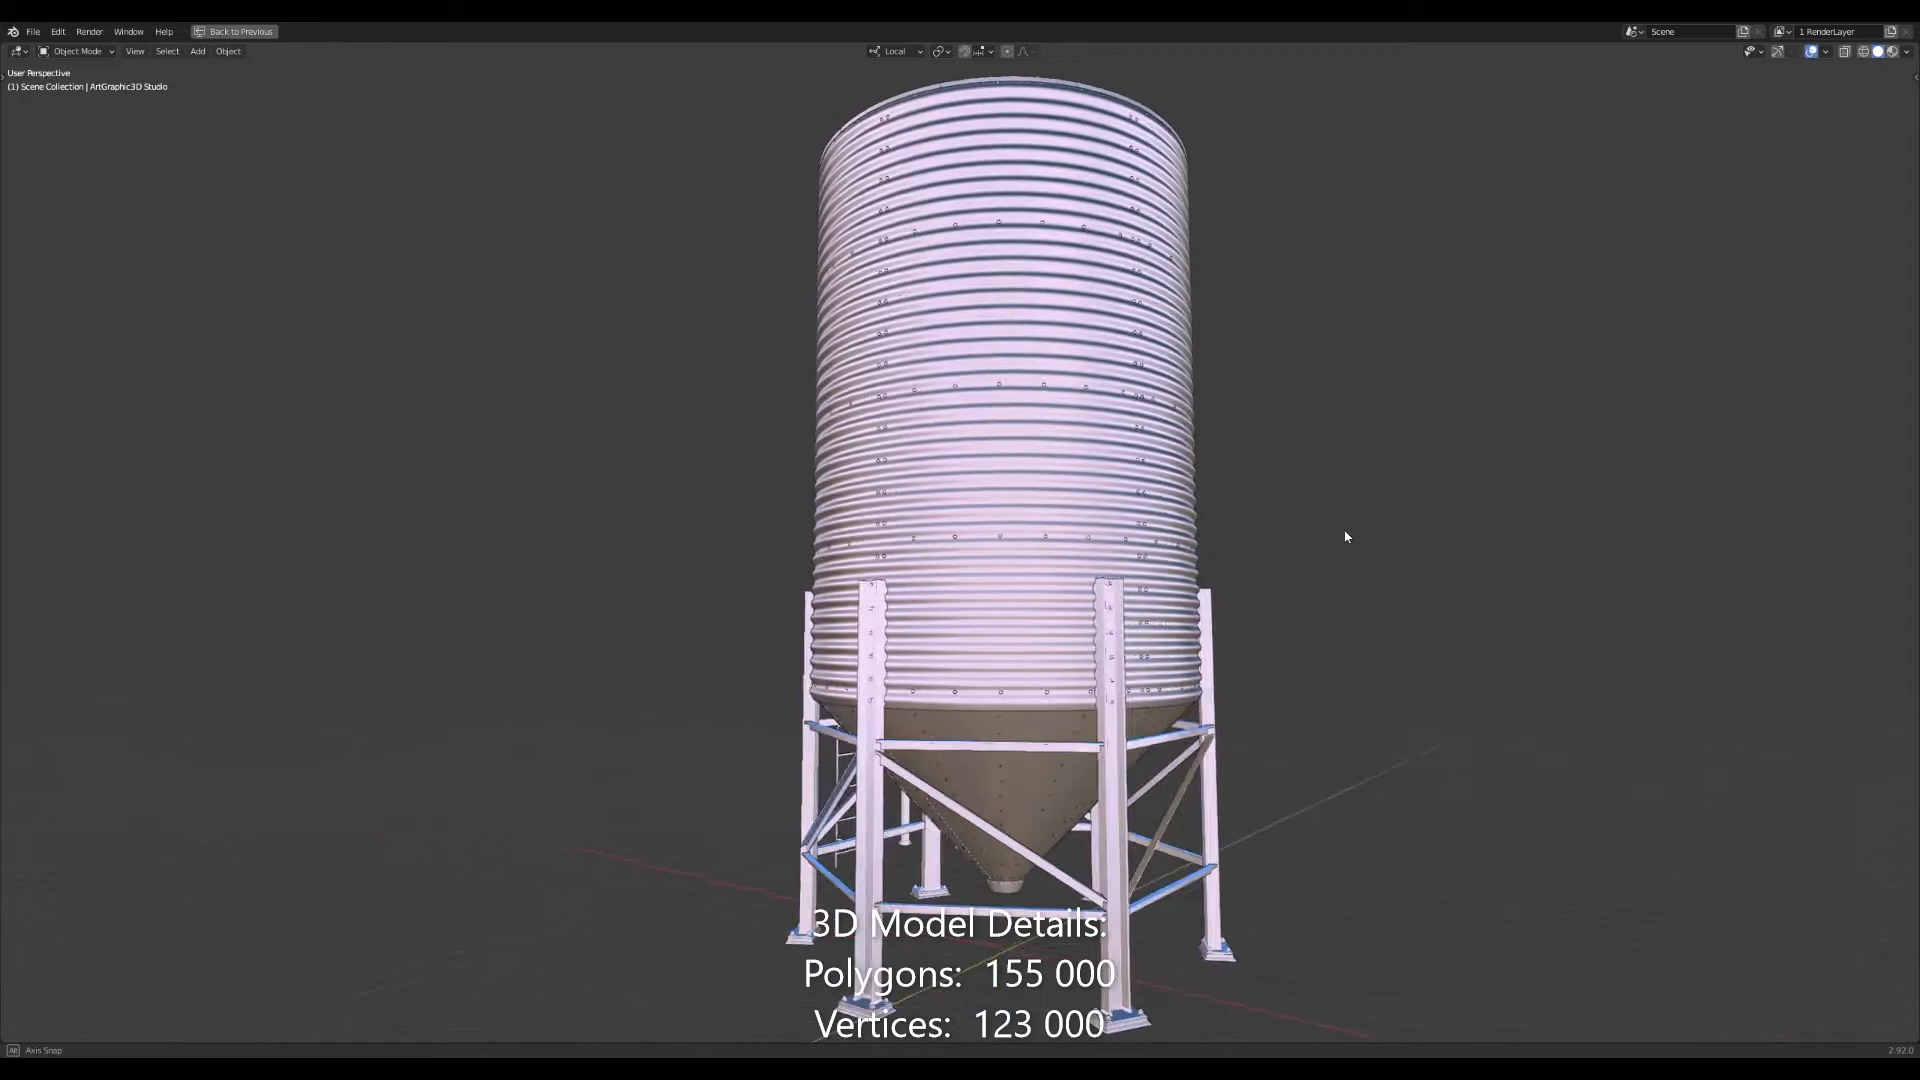 File Edit Render Window Help Back to Previous Scene 1 RenderLayer
Object Mode View Select Add Object Local
User Perspective
(1) Scene Collection | ArtGraphic3D Studio
3D Model Details:
Polygons: 155 000
Vertices: 123 000
Alt Axis Snap 2.92.0